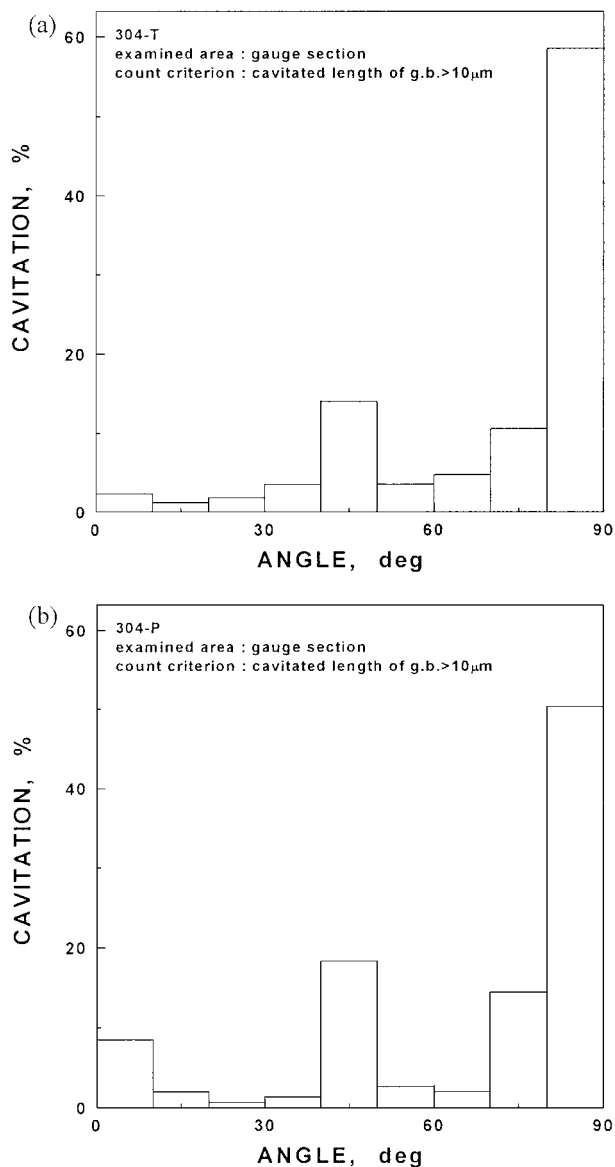 (a)
304-T
examined area : gauge section
count criterion : cavitated length of g.b.>10μm
CAVITATION, %
60
40
20
0
0 30 60 90
ANGLE, deg
(b)
304-P
examined area : gauge section
count criterion : cavitated length of g.b.>10μm
CAVITATION, %
60
40
20
0
0 30 60 90
ANGLE, deg